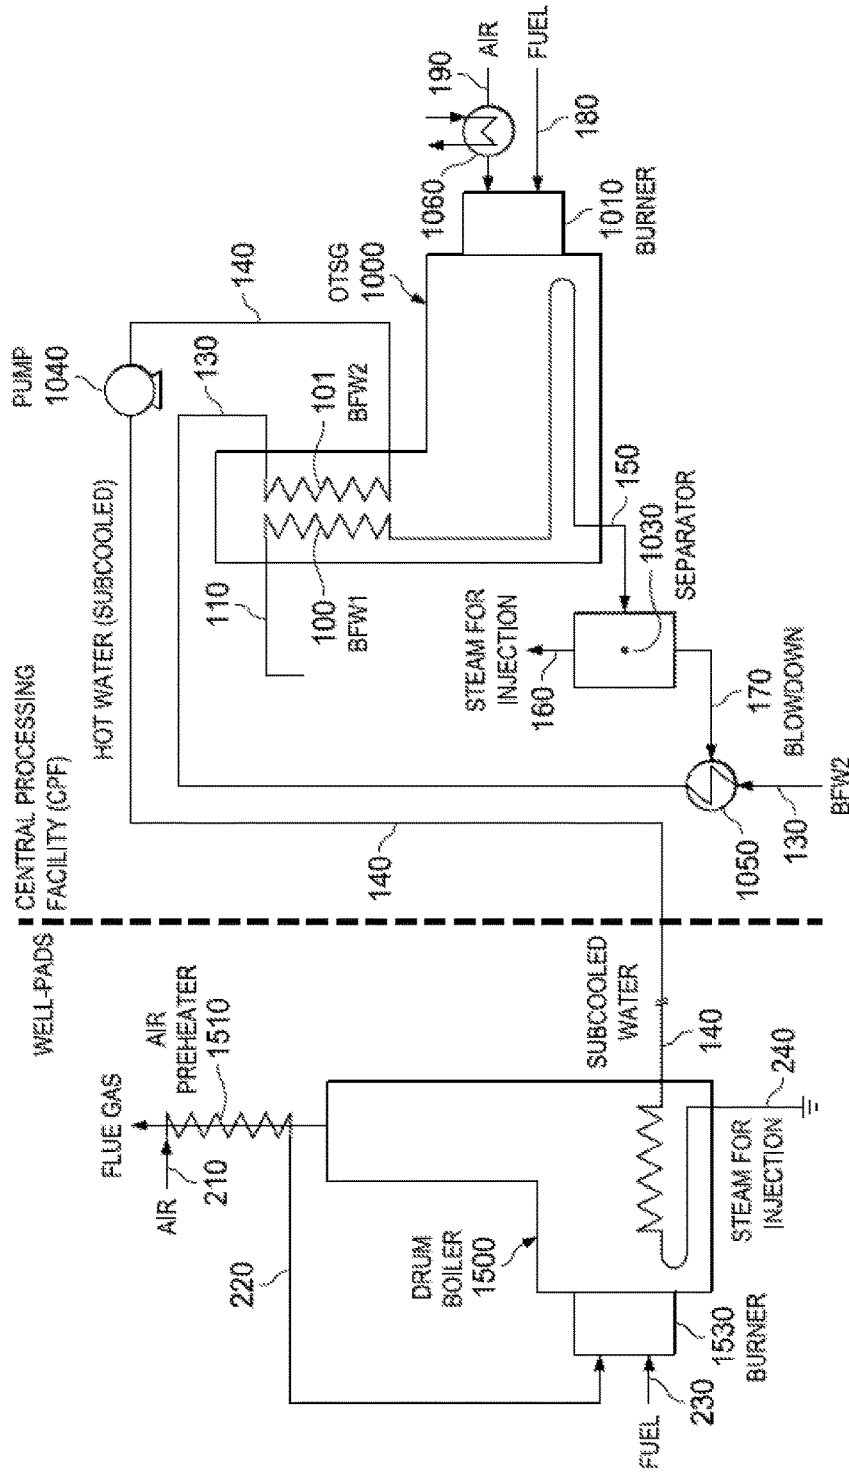 WELL-PADS
CENTRAL PROCESSING
FACILITY (CPF)
FLUE GAS
AIR
210
AIR
PREHEATER
1510
220
DRUM
BOILER
1500
FUEL
230
1530
BURNER
SUBCOOLED
WATER
140
240
STEAM FOR
INJECTION
HOT WATER (SUBCOOLED)
140
PUMP
1040
140
130
110
100
BFW1
101
BFW2
OTSG
1000
1060
190
AIR
FUEL
180
1010
BURNER
150
1030
SEPARATOR
STEAM FOR
INJECTION
160
170
BLOWDOWN
1050
130
BFW2